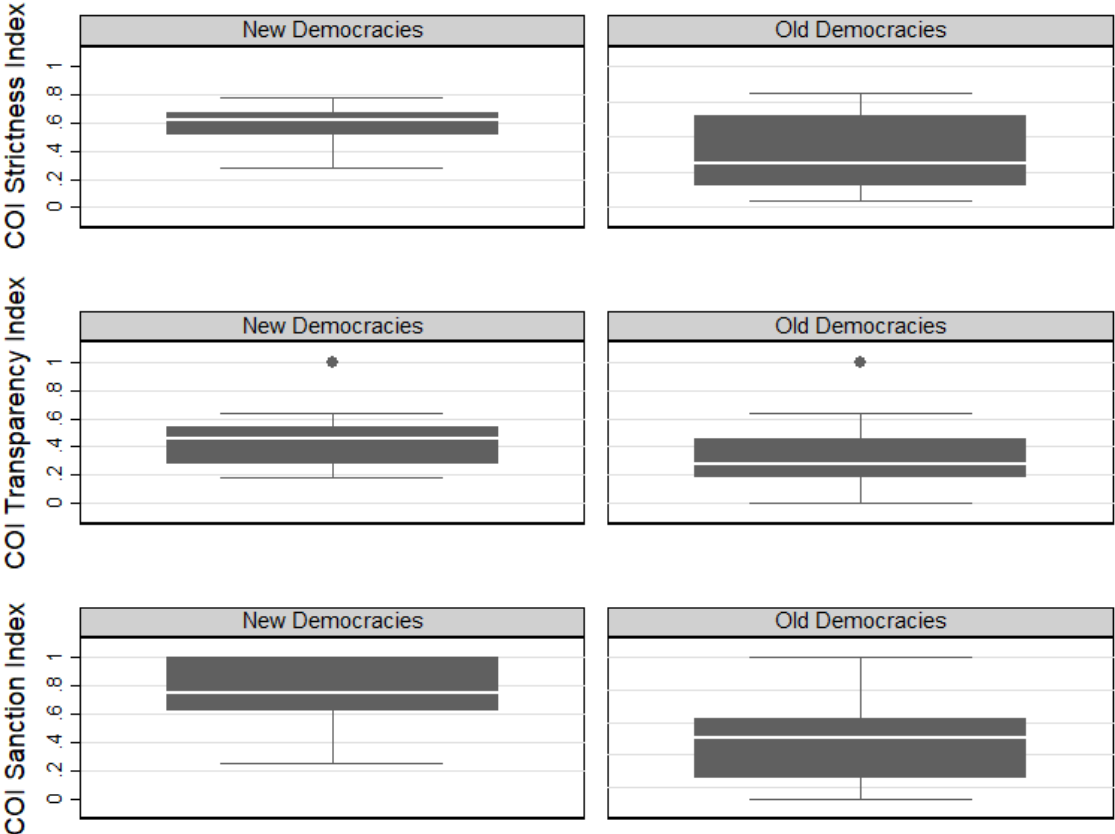 COI Strictness Index
New Democracies
Old Democracies
1
.8
.6
.4
.2
0
COI Transparency Index
New Democracies
Old Democracies
1
.8
.6
.4
.2
0
COI Sanction Index
New Democracies
Old Democracies
1
.8
.6
.4
.2
0